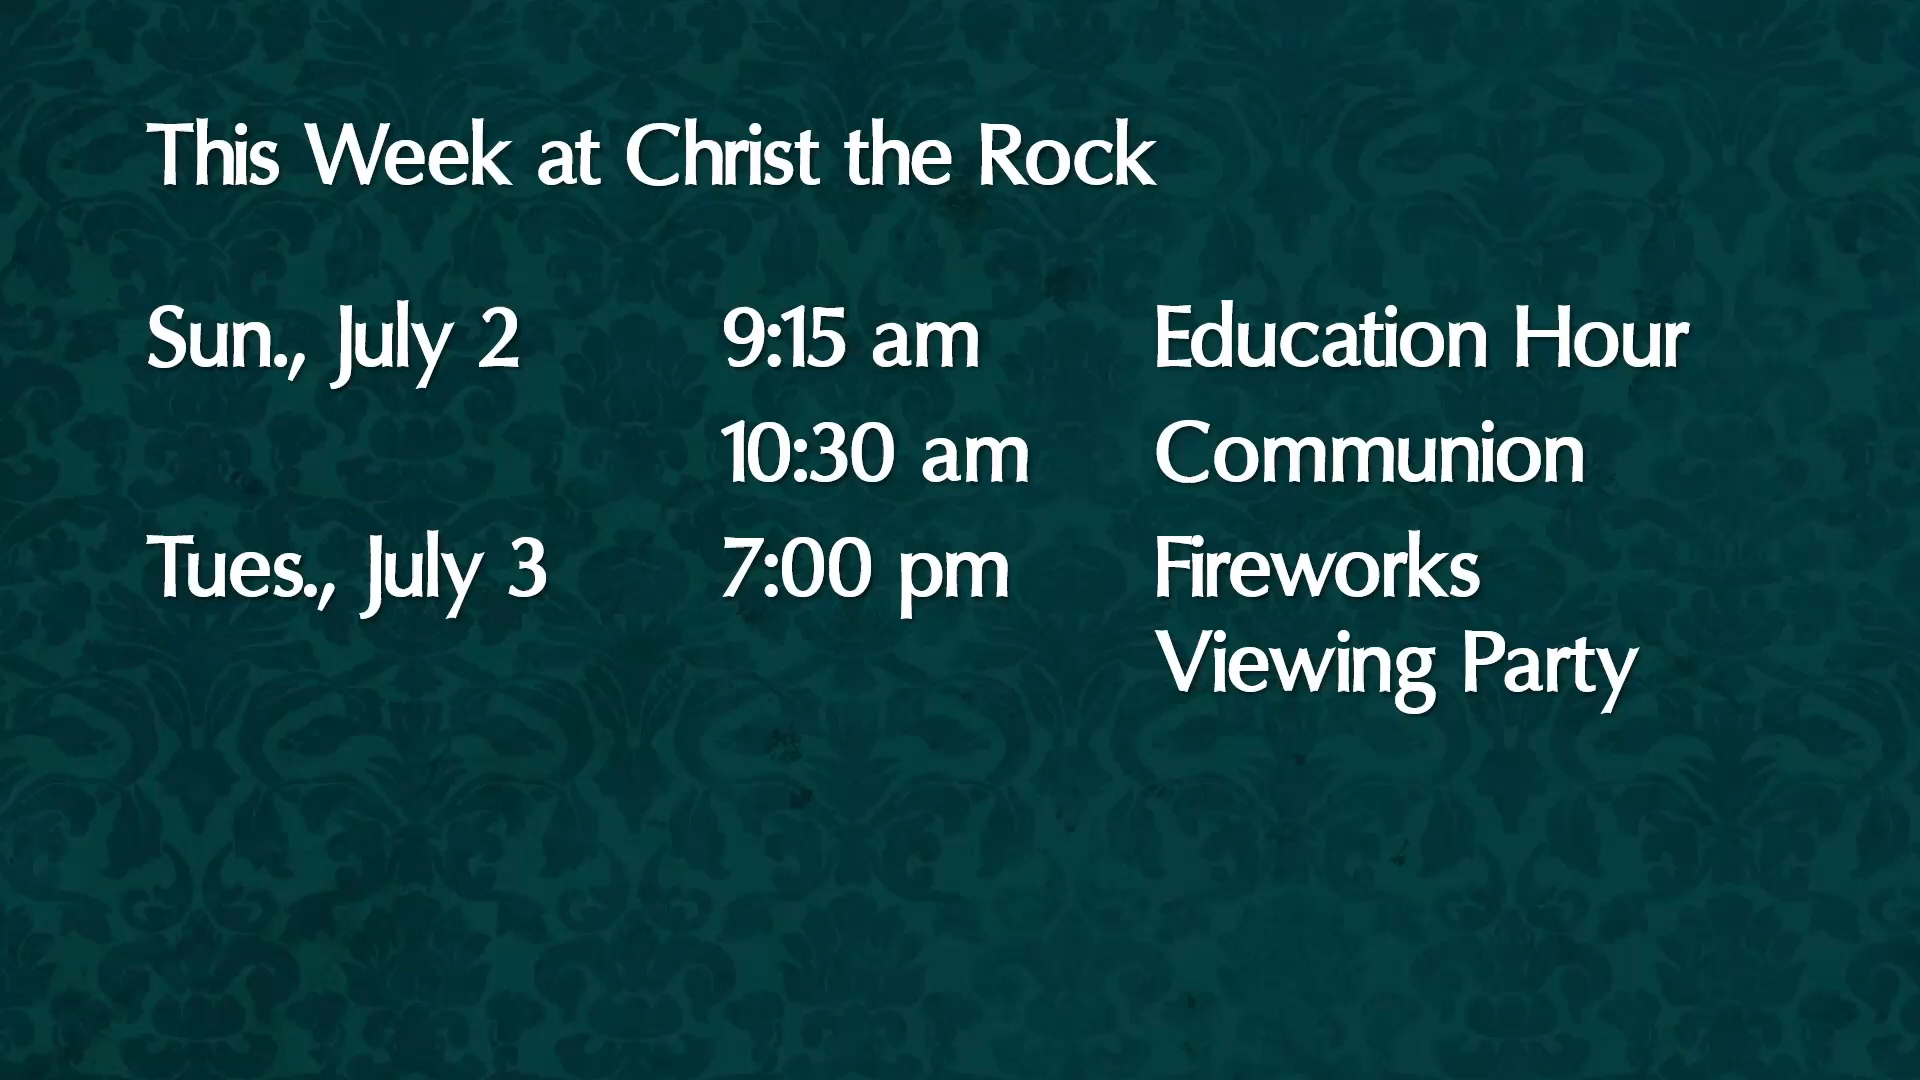 This Week at Christ the Rock
Sun., July 2 9:15 am Education Hour
10:30 am Communion
Tues., July 3 7:00 pm Fireworks
Viewing Party